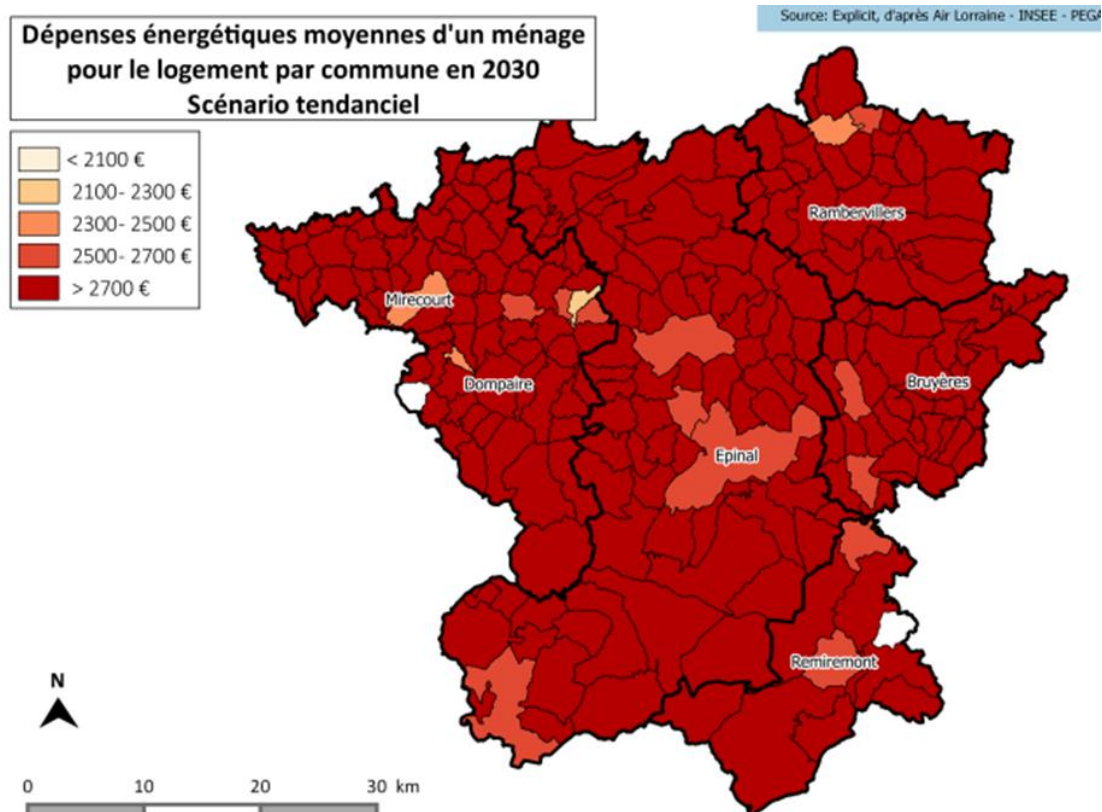 Source: Explicit, d'après Air Lorraine - INSEE - PEGA
Dépenses énergétiques moyennes d'un ménage
pour le logement par commune en 2030
Scénario tendanciel
< 2100 €
2100- 2300 €
2300- 2500 €
2500- 2700 €
> 2700 €
Rambervillers
Mirecourt
Dompaire
Bruyères
Epinal
Remiremont
N
0 10 20 30 km